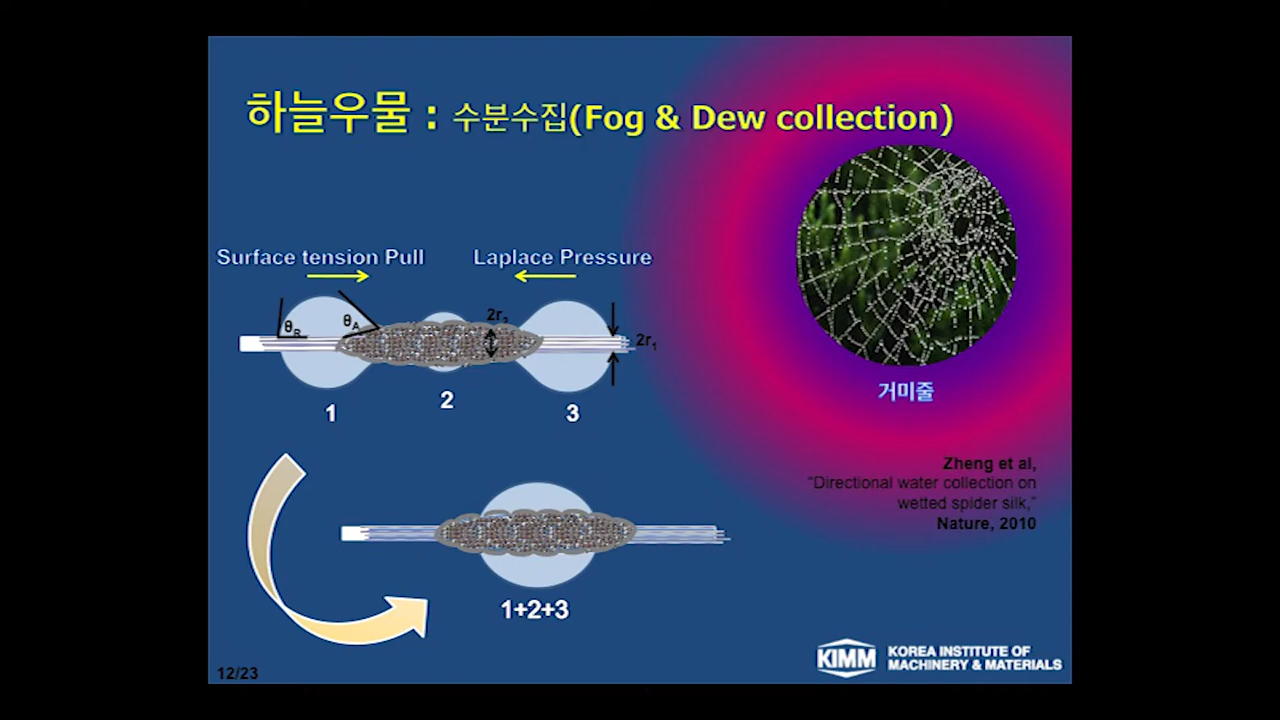 하늘우물 : 수분수집(Fog & Dew collection)
Surface tension Pull
Laplace Pressure
θR
θA
2r2
2r1
1
2
3
거미줄
Zheng et al,
“Directional water collection on
wetted spider silk,”
Nature, 2010
1+2+3
KIMM
KOREA INSTITUTE OF
MACHINERY & MATERIALS
12/23